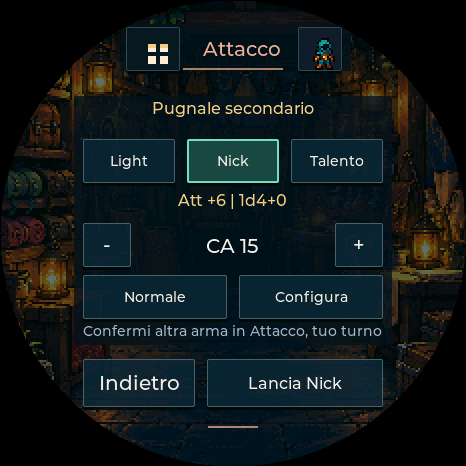 Attacco
Pugnale secondario
Light Nick Talento
Att +6 | 1d4+0
- CA 15 +
Normale Configura
Confermi altra arma in Attacco, tuo turno
Indietro Lancia Nick